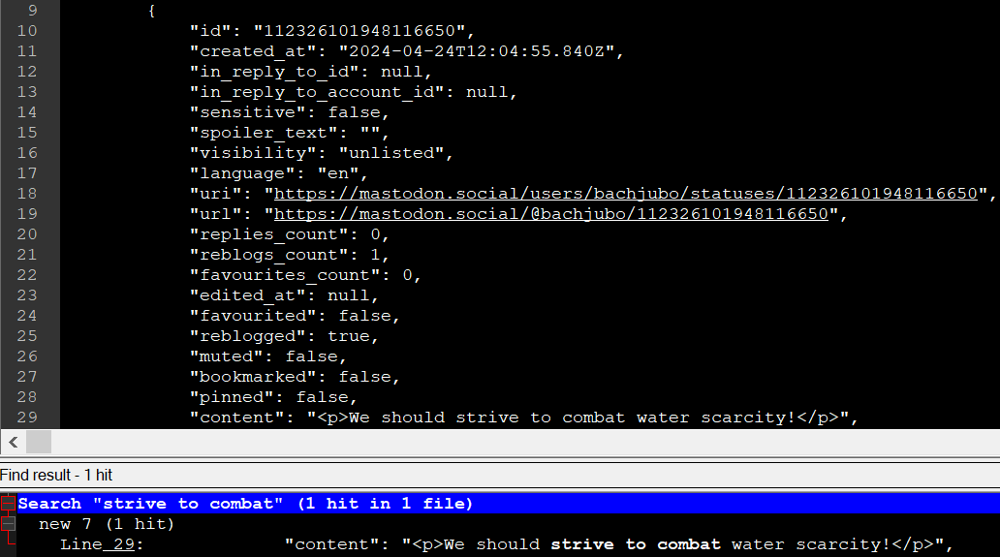 9 {
10 "id": "112326101948116650",
11 "created_at": "2024-04-24T12:04:55.840Z",
12 "in_reply_to_id": null,
13 "in_reply_to_account_id": null,
14 "sensitive": false,
15 "spoiler_text": "",
16 "visibility": "unlisted",
17 "language": "en",
18 "uri": "https://mastodon.social/users/bachjubo/statuses/112326101948116650",
19 "url": "https://mastodon.social/@bachjubo/112326101948116650",
20 "replies_count": 0,
21 "reblogs_count": 1,
22 "favourites_count": 0,
23 "edited_at": null,
24 "favourited": false,
25 "reblogged": true,
26 "muted": false,
27 "bookmarked": false,
28 "pinned": false,
29 "content": "<p>We should strive to combat water scarcity!</p>",
Find result - 1 hit
Search "strive to combat" (1 hit in 1 file)
new 7 (1 hit)
Line 29: "content": "<p>We should strive to combat water scarcity!</p>",